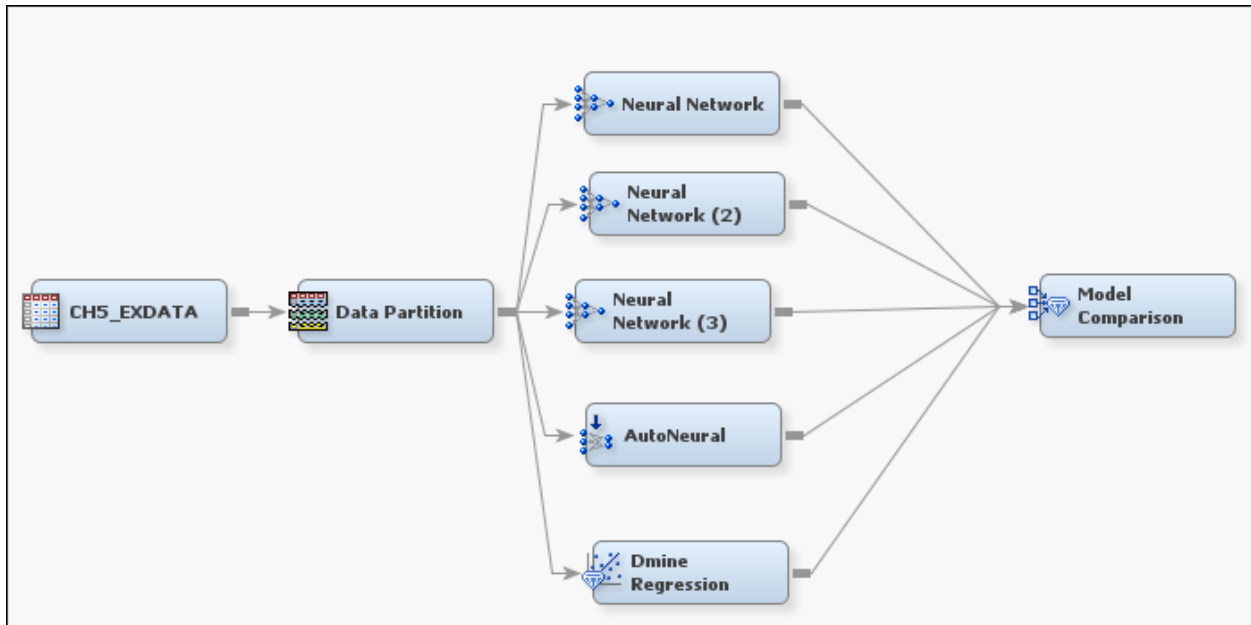 CH5_EXDATA
Data Partition
Neural Network
Neural
Network (2)
Neural
Network (3)
AutoNeural
Dmine
Regression
Model
Comparison